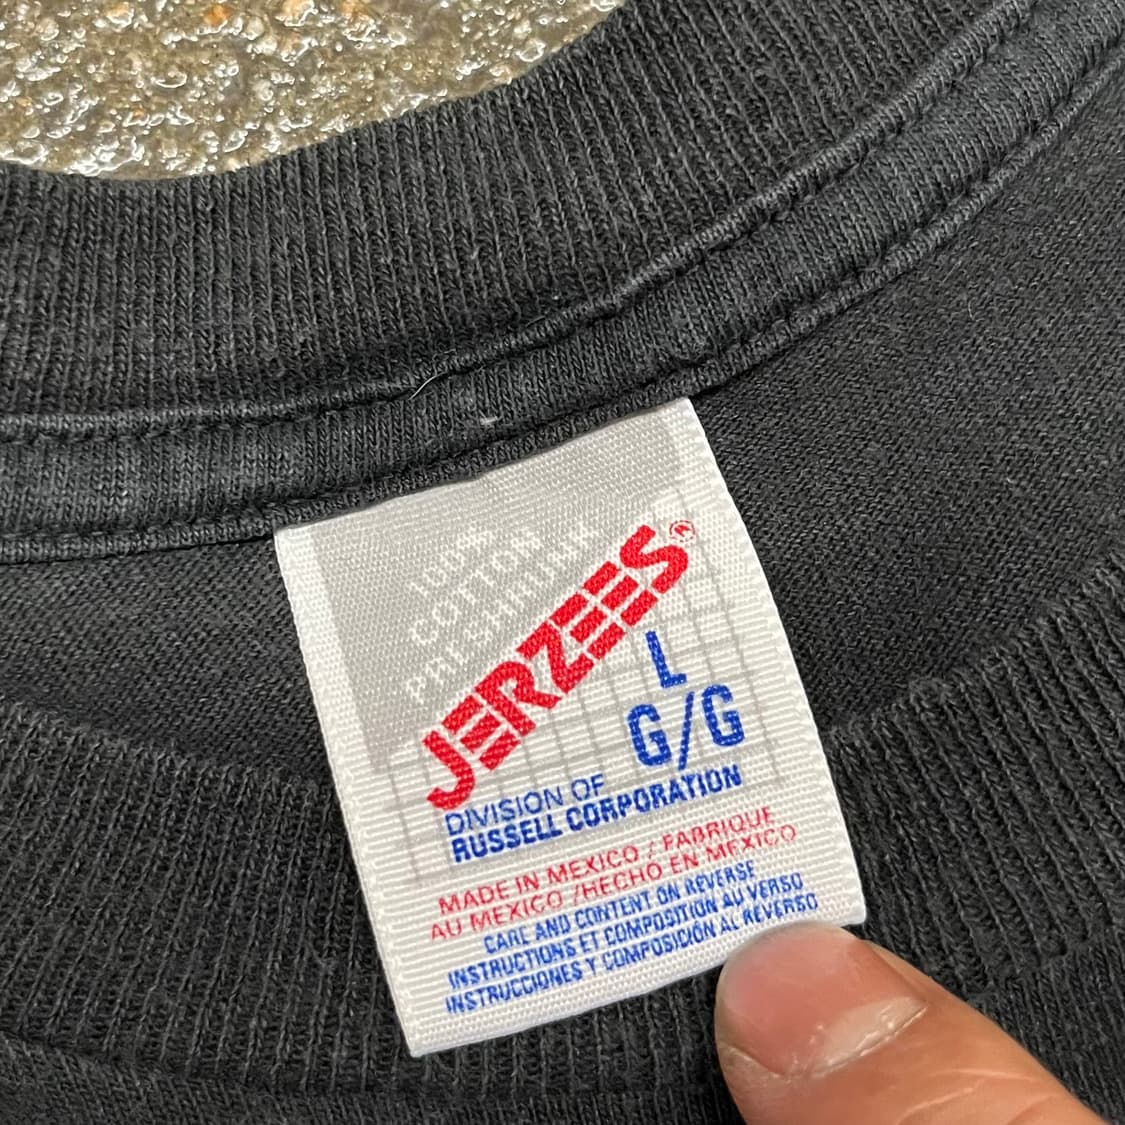 100%
COTTON
PRESHRUNK
JERZEES®
L
G/G
DIVISION OF
RUSSELL CORPORATION
MADE IN MEXICO / FABRIQUE
AU MEXICO /HECHO EN MEXICO
CARE AND CONTENT ON REVERSE
INSTRUCTIONS ET COMPOSITION AU VERSO
INSTRUCCIONES Y COMPOSICIÓN AL REVERSO